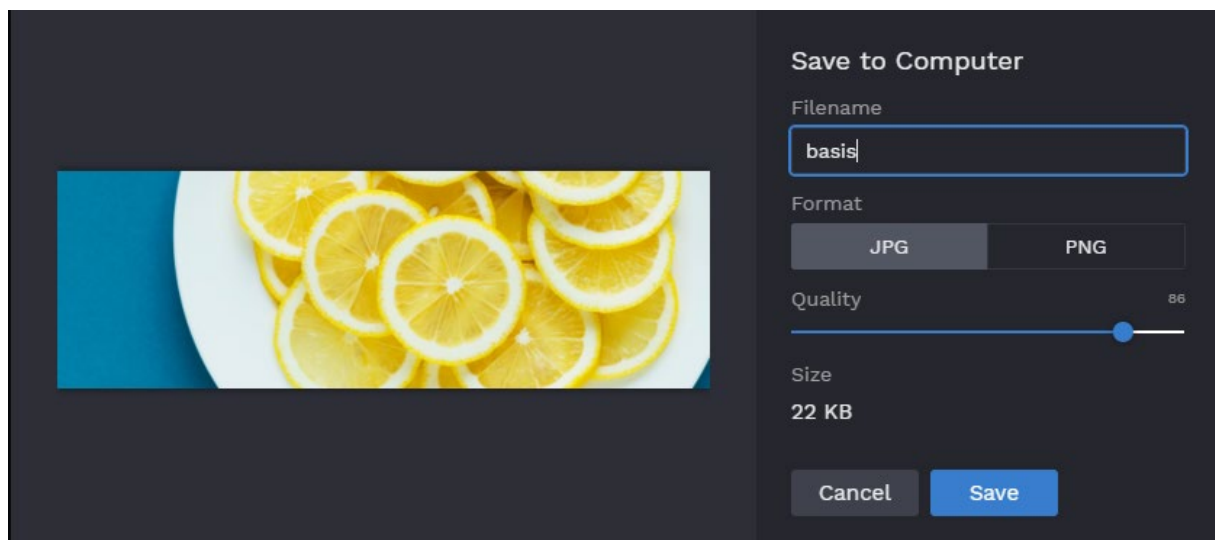 Save to Computer
Filename
basis
Format
JPG PNG
Quality 86
Size
22 KB
Cancel Save